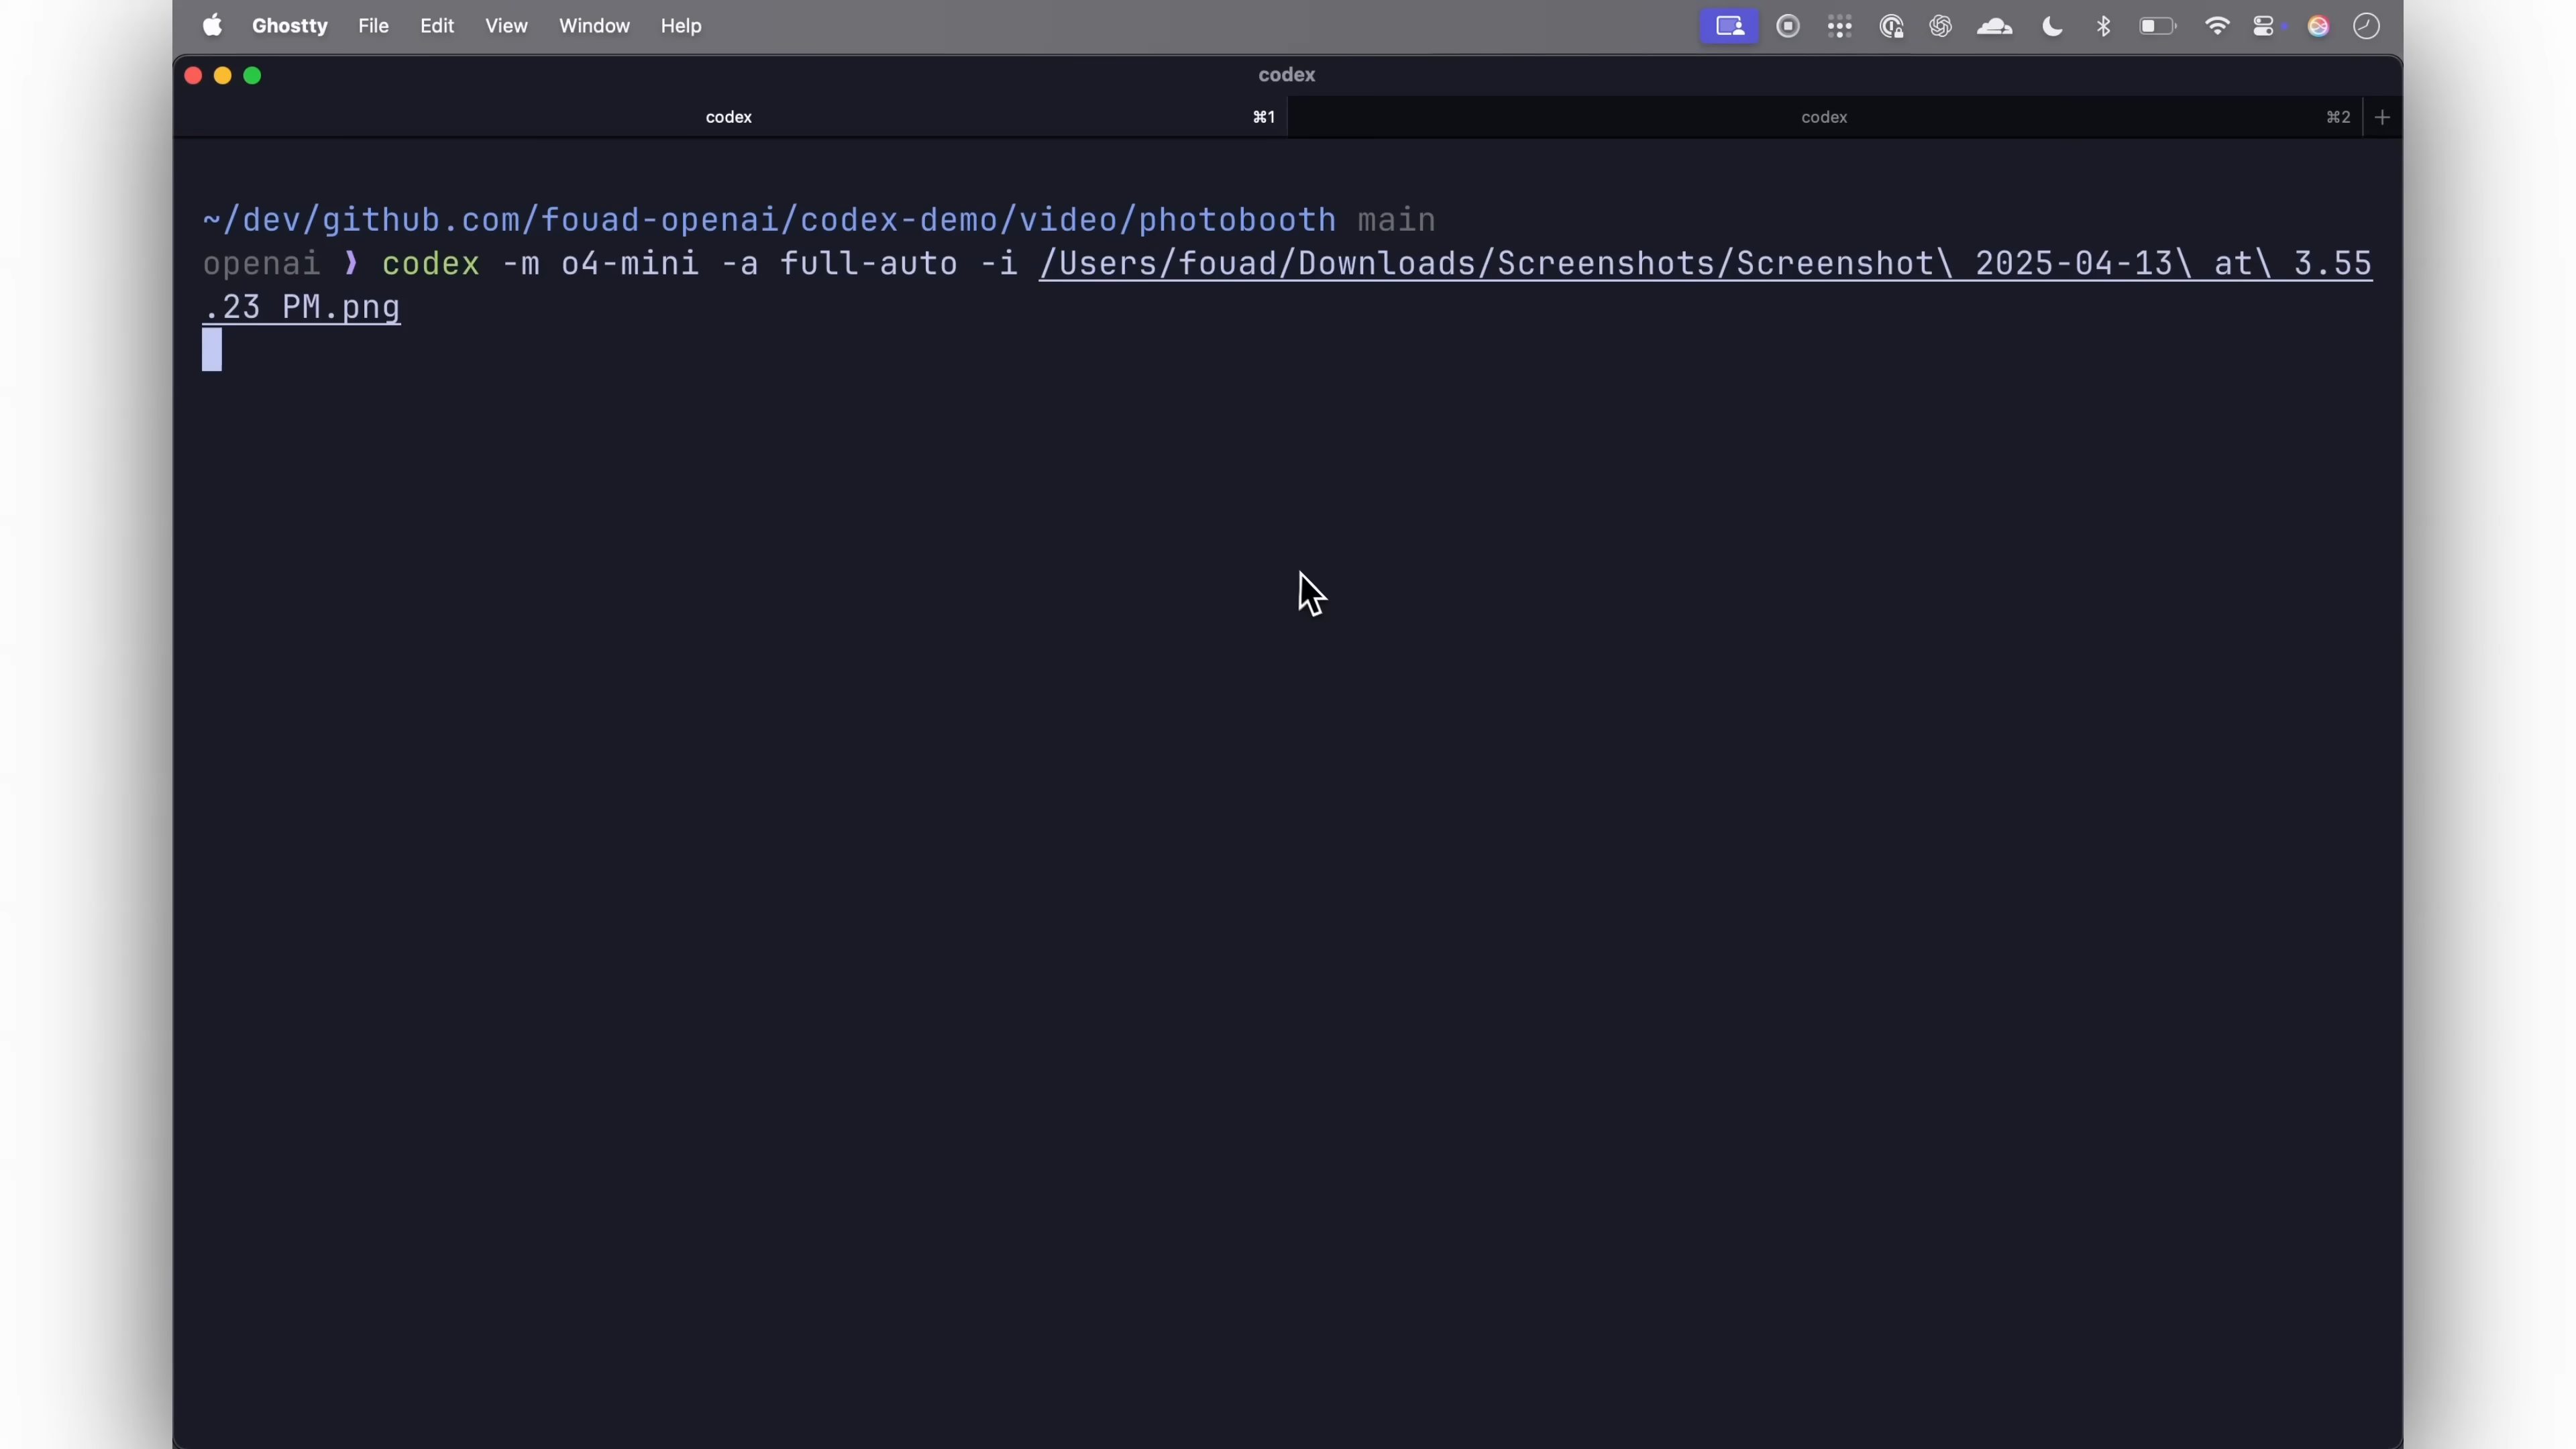 Ghostty File Edit View Window Help
codex
codex ⌘1 codex ⌘2 +
~/dev/github.com/fouad-openai/codex-demo/video/photobooth main
openai ❯ codex -m o4-mini -a full-auto -i /Users/fouad/Downloads/Screenshots/Screenshot\ 2025-04-13\ at\ 3.55
.23 PM.png